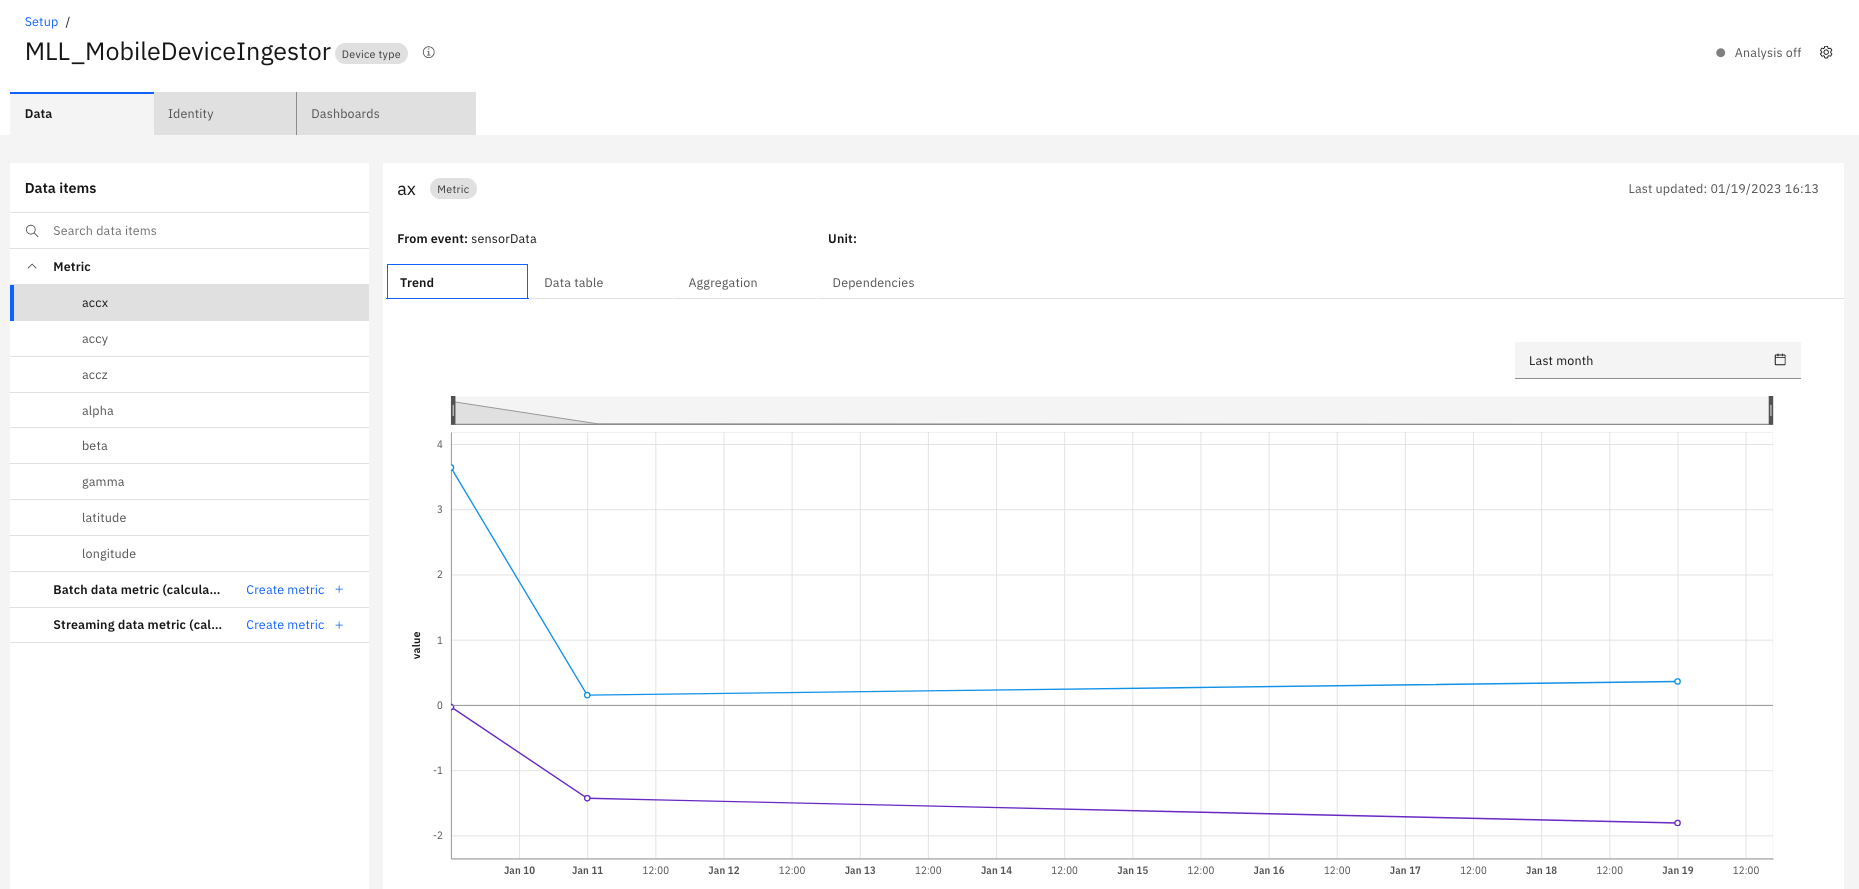 Setup /
MLL_MobileDeviceIngestor Device type
Analysis off
Data Identity Dashboards
Data items
Search data items
Metric
accx
accy
accz
alpha
beta
gamma
latitude
longitude
Batch data metric (calcula... Create metric +
Streaming data metric (cal... Create metric +
ax Metric
Last updated: 01/19/2023 16:13
From event: sensorData Unit:
Trend Data table Aggregation Dependencies
Last month
4
3
2
1
0
-1
-2
value
Jan 10 Jan 11 12:00 Jan 12 12:00 Jan 13 12:00 Jan 14 12:00 Jan 15 12:00 Jan 16 12:00 Jan 17 12:00 Jan 18 12:00 Jan 19 12:00